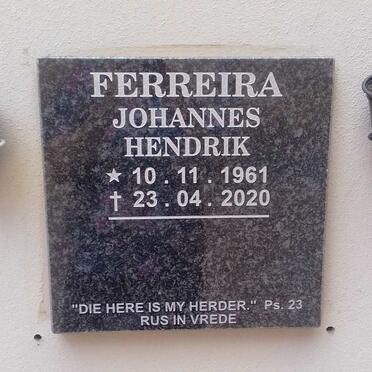 FERREIRA
JOHANNES
HENDRIK
★ 10 . 11 . 1961
† 23 . 04 . 2020
"DIE HERE IS MY HERDER." Ps. 23
RUS IN VREDE